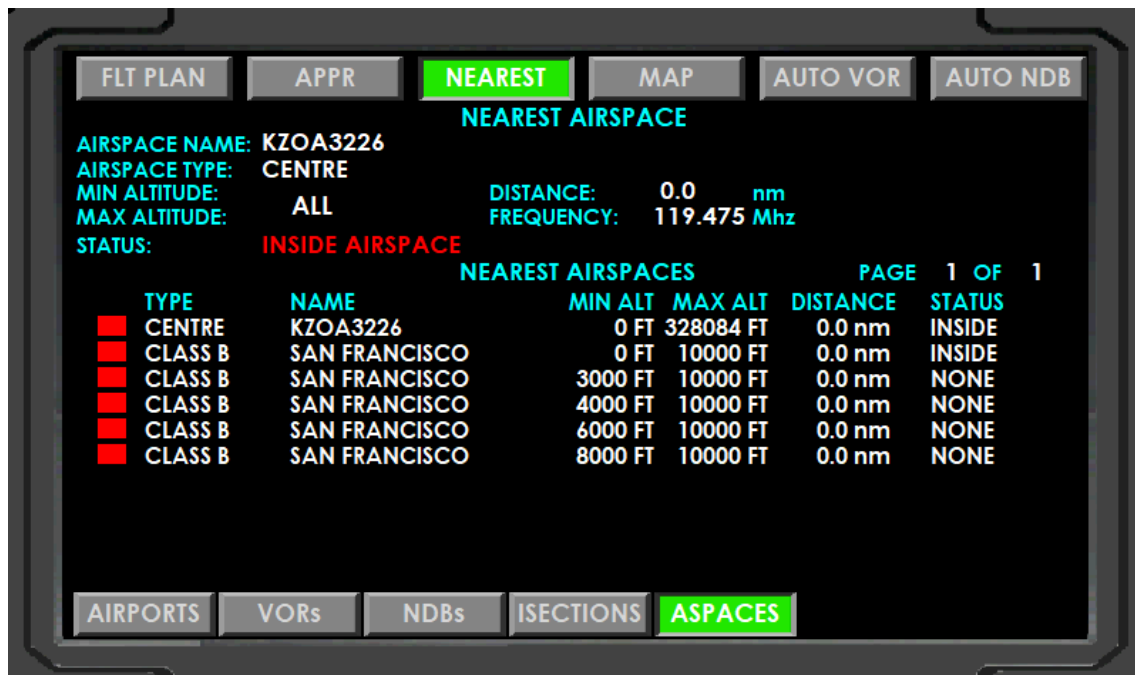 FLT PLAN APPR NEAREST MAP AUTO VOR AUTO NDB
NEAREST AIRSPACE
AIRSPACE NAME: KZOA3226
AIRSPACE TYPE: CENTRE
MIN ALTITUDE: DISTANCE: 0.0 nm
ALL
MAX ALTITUDE: FREQUENCY: 119.475 Mhz
STATUS: INSIDE AIRSPACE
NEAREST AIRSPACES PAGE 1 OF 1
TYPE NAME MIN ALT MAX ALT DISTANCE STATUS
CENTRE KZOA3226 0 FT 328084 FT 0.0 nm INSIDE
CLASS B SAN FRANCISCO 0 FT 10000 FT 0.0 nm INSIDE
CLASS B SAN FRANCISCO 3000 FT 10000 FT 0.0 nm NONE
CLASS B SAN FRANCISCO 4000 FT 10000 FT 0.0 nm NONE
CLASS B SAN FRANCISCO 6000 FT 10000 FT 0.0 nm NONE
CLASS B SAN FRANCISCO 8000 FT 10000 FT 0.0 nm NONE
AIRPORTS VORs NDBs ISECTIONS ASPACES